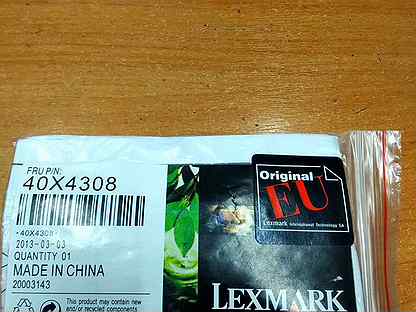 FRU P/N:
40X4308
-40X4308-
2013-03-03
QUANTITY 01
MADE IN CHINA
20003143
This product may contain new
and/or recycled components
Original
EU
Lexmark International Technology SA
LEXMARK